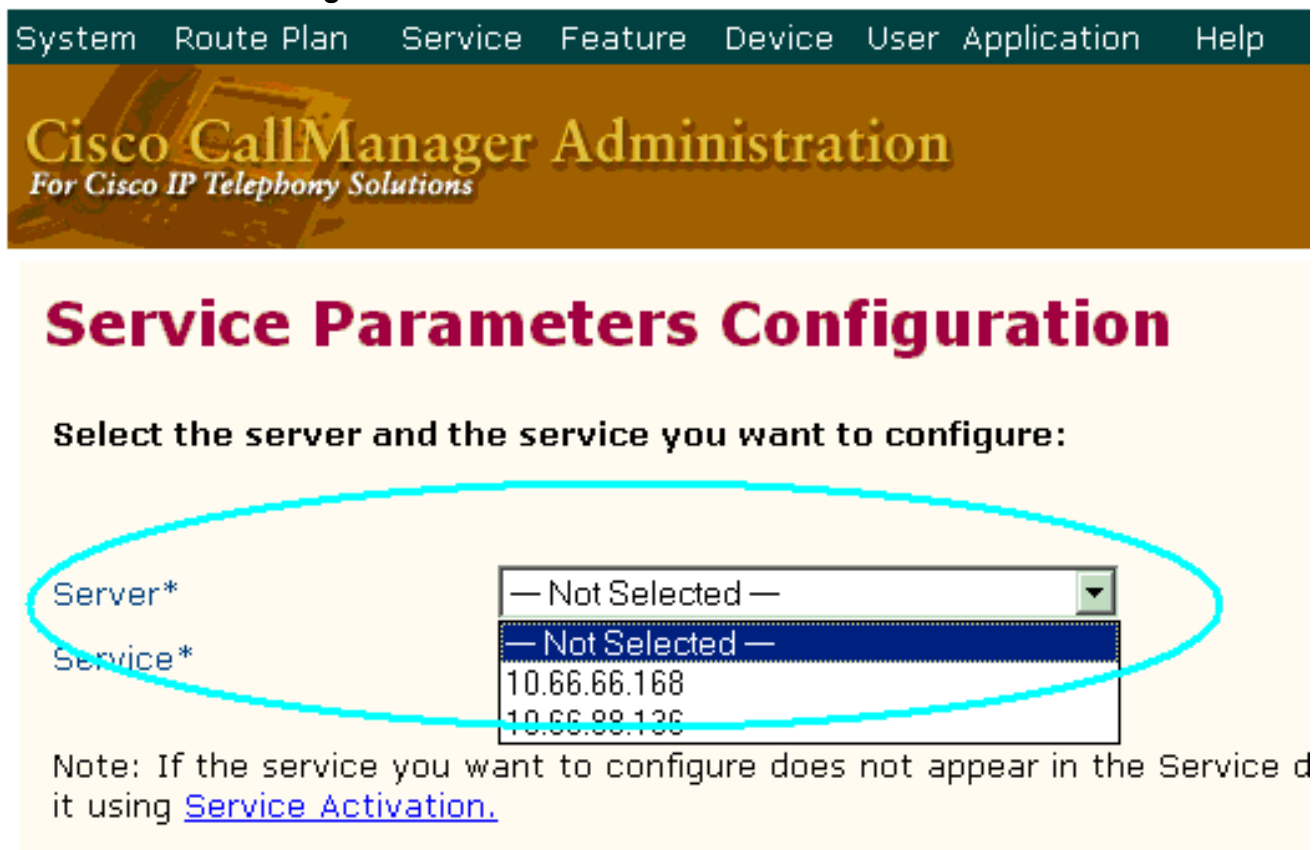 System Route Plan Service Feature Device User Application Help
Cisco CallManager Administration
For Cisco IP Telephony Solutions
Service Parameters Configuration
Select the server and the service you want to configure:
Server*
— Not Selected —
— Not Selected —
Service*
10.66.66.168
Note: If the service you want to configure does not appear in the Service d
it using Service Activation.